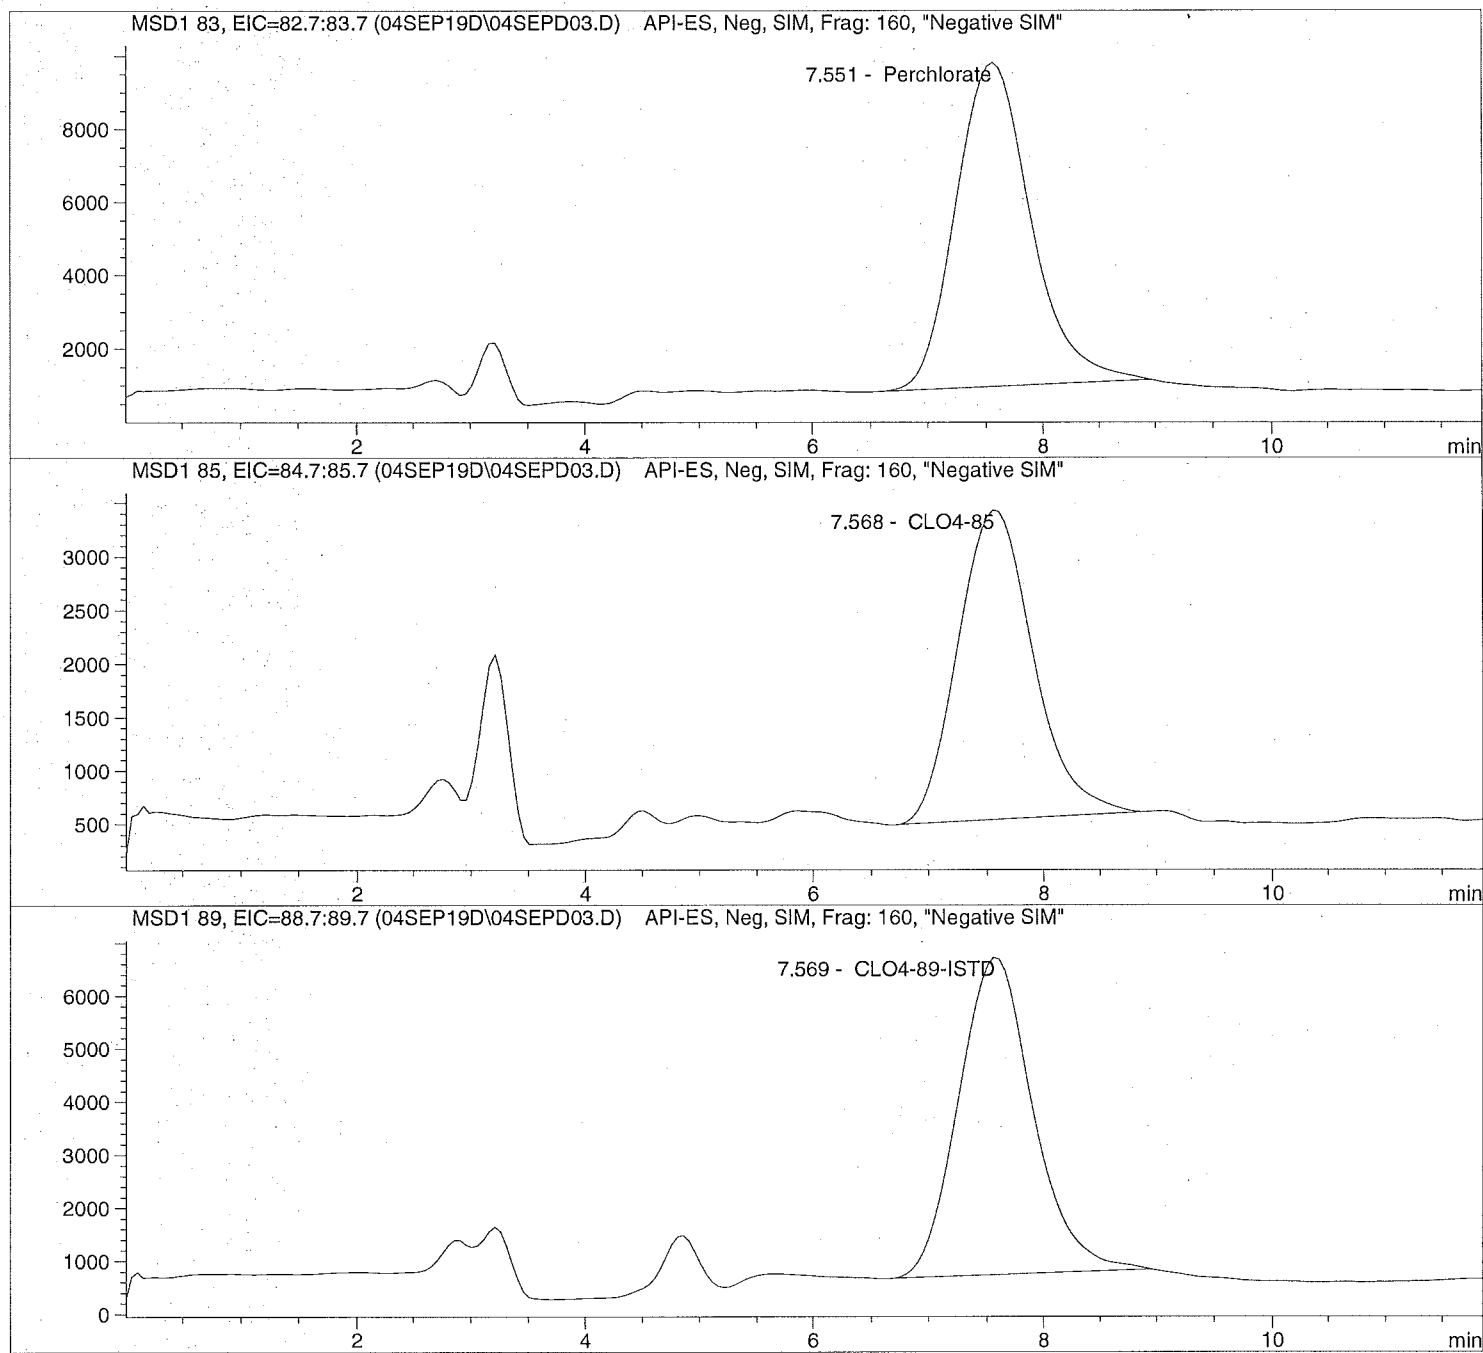 MSD1 83, EIC=82.7:83.7 (04SEP19D\04SEPD03.D) API-ES, Neg, SIM, Frag: 160, "Negative SIM"
7.551 - Perchlorate
8000
6000
4000
2000
2 4 6 8 10 min
MSD1 85, EIC=84.7:85.7 (04SEP19D\04SEPD03.D) API-ES, Neg, SIM, Frag: 160, "Negative SIM"
7.568 - CLO4-85
3000
2500
2000
1500
1000
500
2 4 6 8 10 min
MSD1 89, EIC=88.7:89.7 (04SEP19D\04SEPD03.D) API-ES, Neg, SIM, Frag: 160, "Negative SIM"
7.569 - CLO4-89-ISTD
6000
5000
4000
3000
2000
1000
0
2 4 6 8 10 min